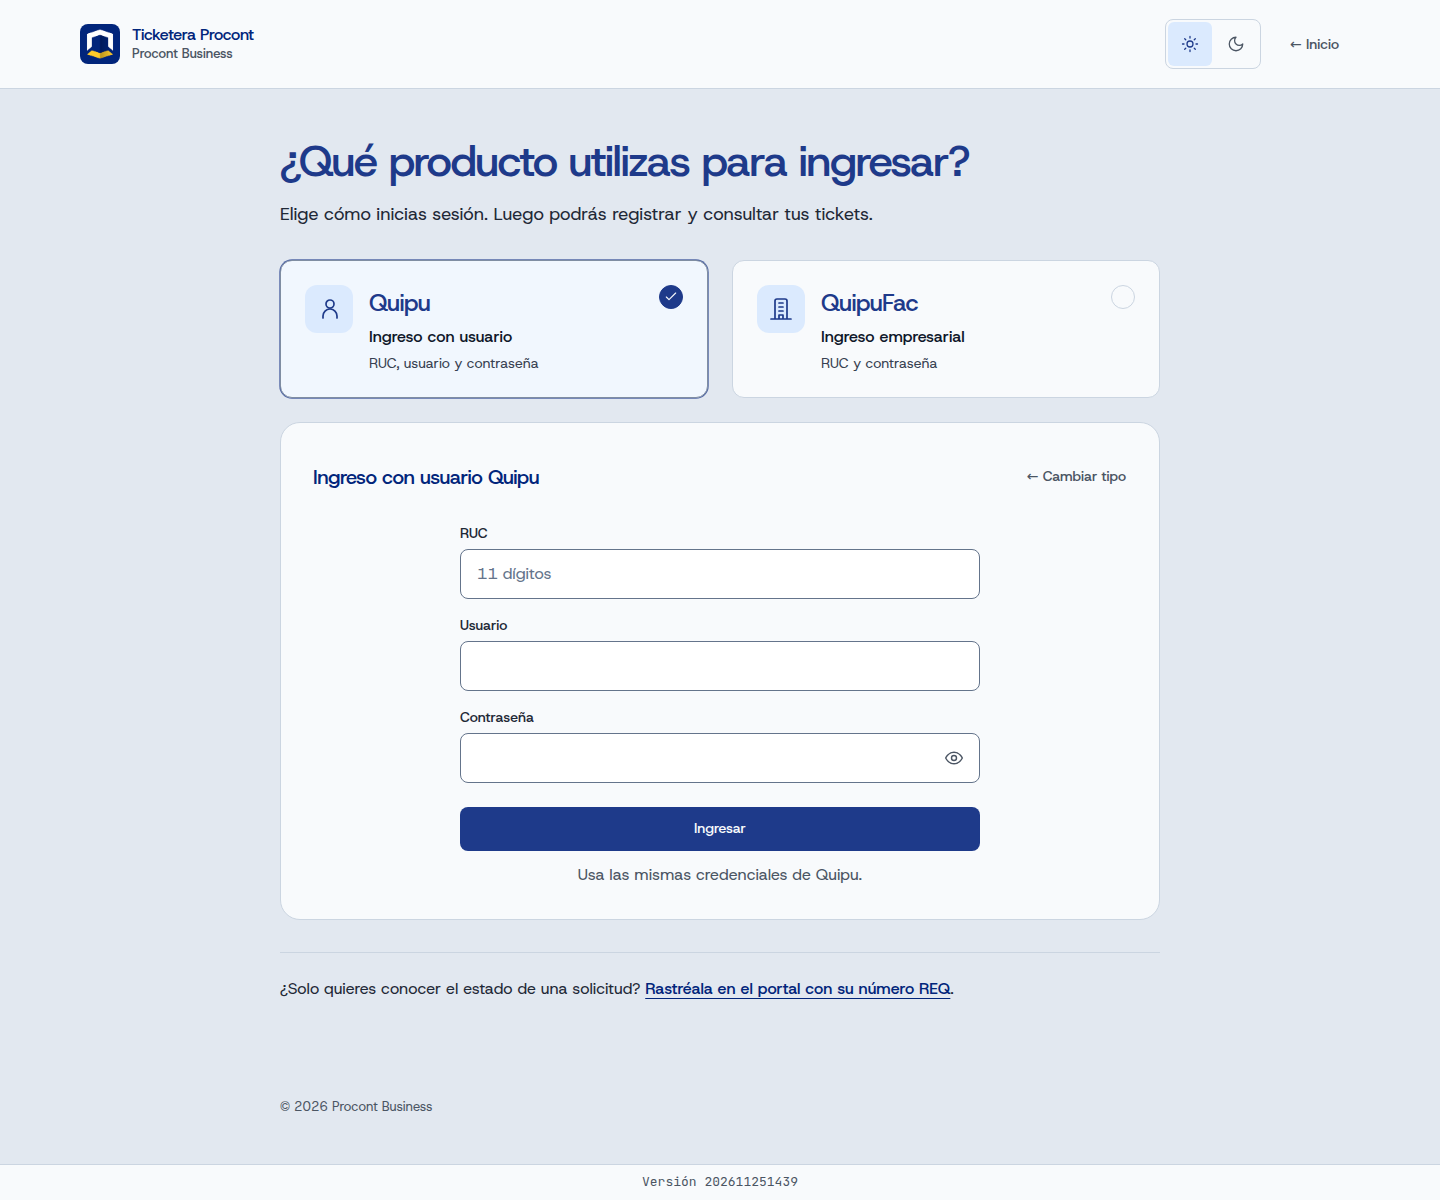 Ticketera Procont
Procont Business
← Inicio
¿Qué producto utilizas para ingresar?
Elige cómo inicias sesión. Luego podrás registrar y consultar tus tickets.
Quipu
Ingreso con usuario
RUC, usuario y contraseña
QuipuFac
Ingreso empresarial
RUC y contraseña
Ingreso con usuario Quipu
← Cambiar tipo
RUC
11 dígitos
Usuario
Contraseña
Ingresar
Usa las mismas credenciales de Quipu.
¿Solo quieres conocer el estado de una solicitud? Rastréala en el portal con su número REQ.
© 2026 Procont Business
Versión 202611251439